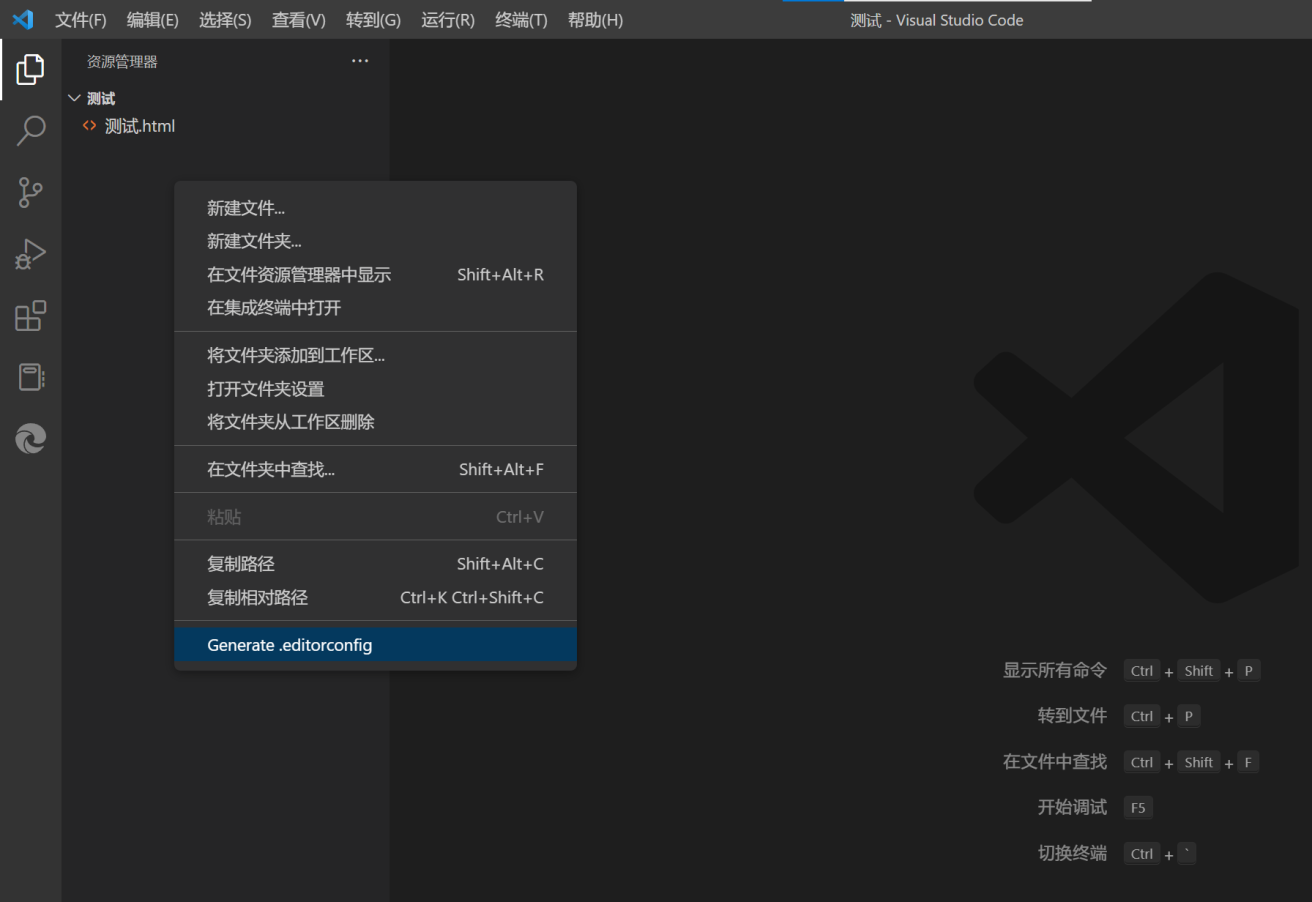 文件(F) 编辑(E) 选择(S) 查看(V) 转到(G) 运行(R) 终端(T) 帮助(H) 测试 - Visual Studio Code
资源管理器 ···
测试
<> 测试.html
新建文件...
新建文件夹...
在文件资源管理器中显示 Shift+Alt+R
在集成终端中打开
将文件夹添加到工作区...
打开文件夹设置
将文件夹从工作区删除
在文件夹中查找... Shift+Alt+F
粘贴 Ctrl+V
复制路径 Shift+Alt+C
复制相对路径 Ctrl+K Ctrl+Shift+C
Generate .editorconfig
显示所有命令 Ctrl + Shift + P
转到文件 Ctrl + P
在文件中查找 Ctrl + Shift + F
开始调试 F5
切换终端 Ctrl + `